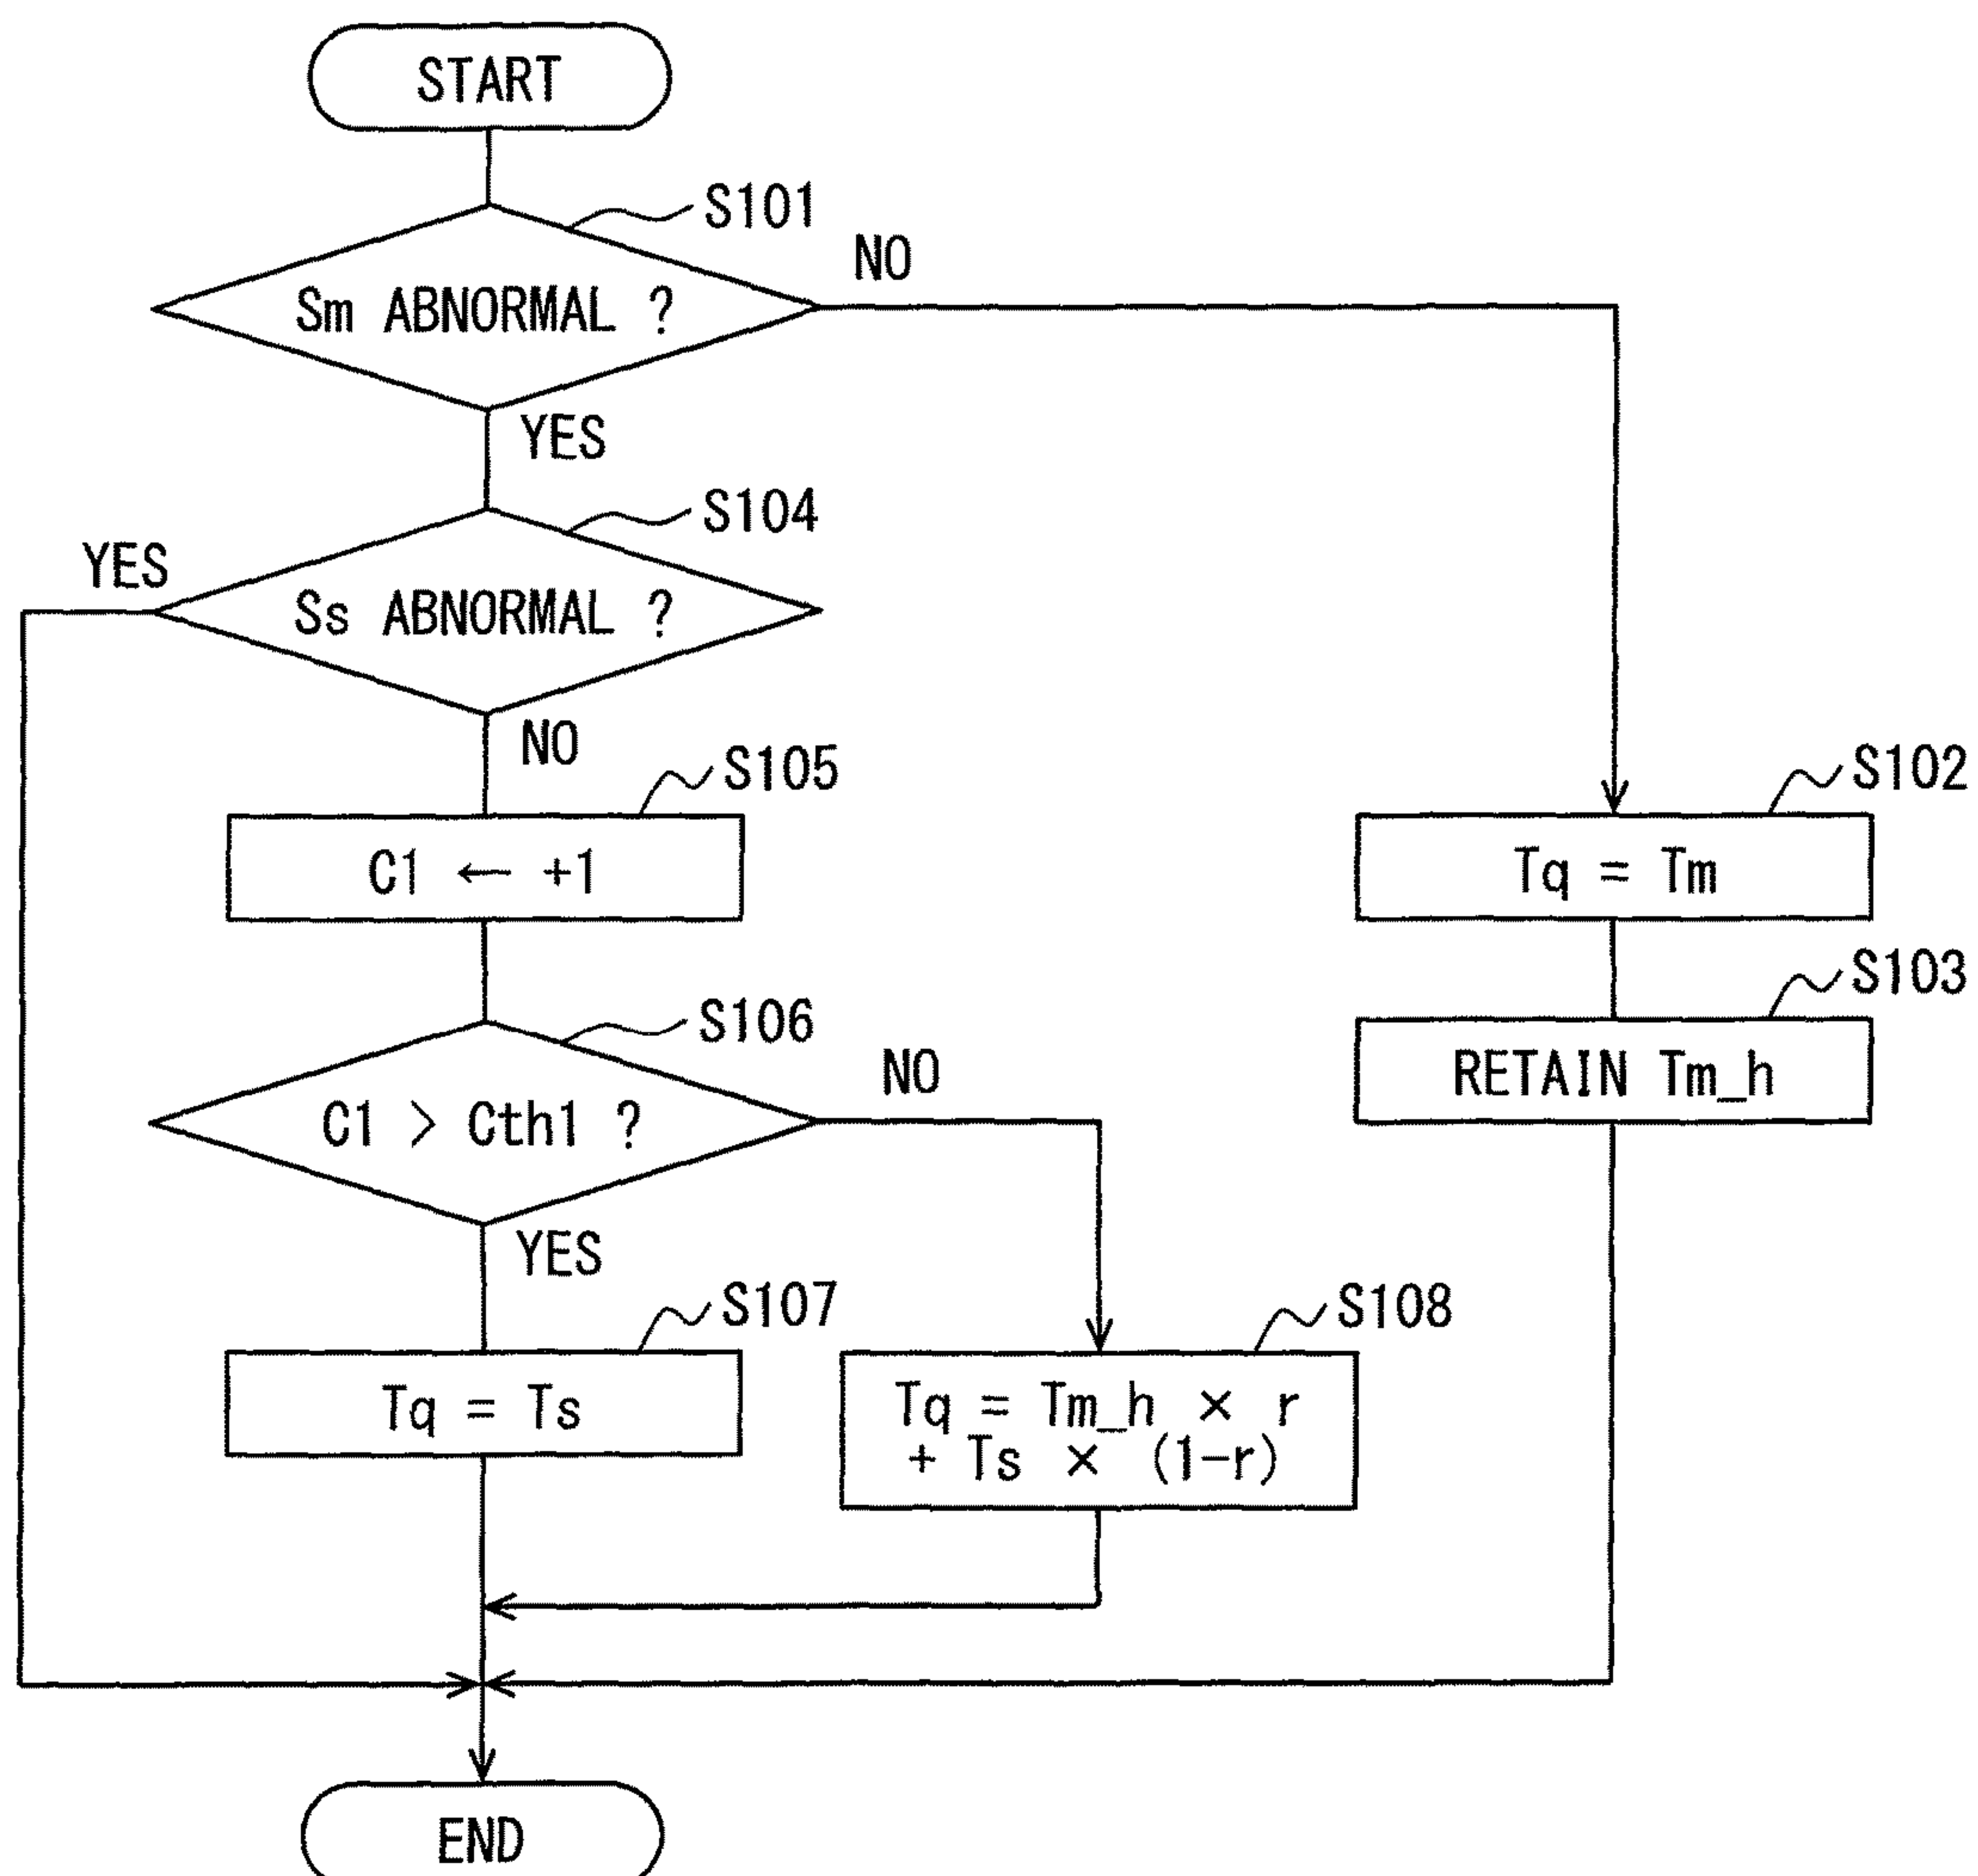 START
S101
NO
Sm ABNORMAL ?
YES
S104
YES
Ss ABNORMAL ?
NO
S105
C1 ← +1
S102
Tq = Tm
S103
RETAIN Tm_h
S106
NO
C1 > Cth1 ?
YES
S107
Tq = Ts
S108
Tq = Tm_h × r
+ Ts × (1-r)
END